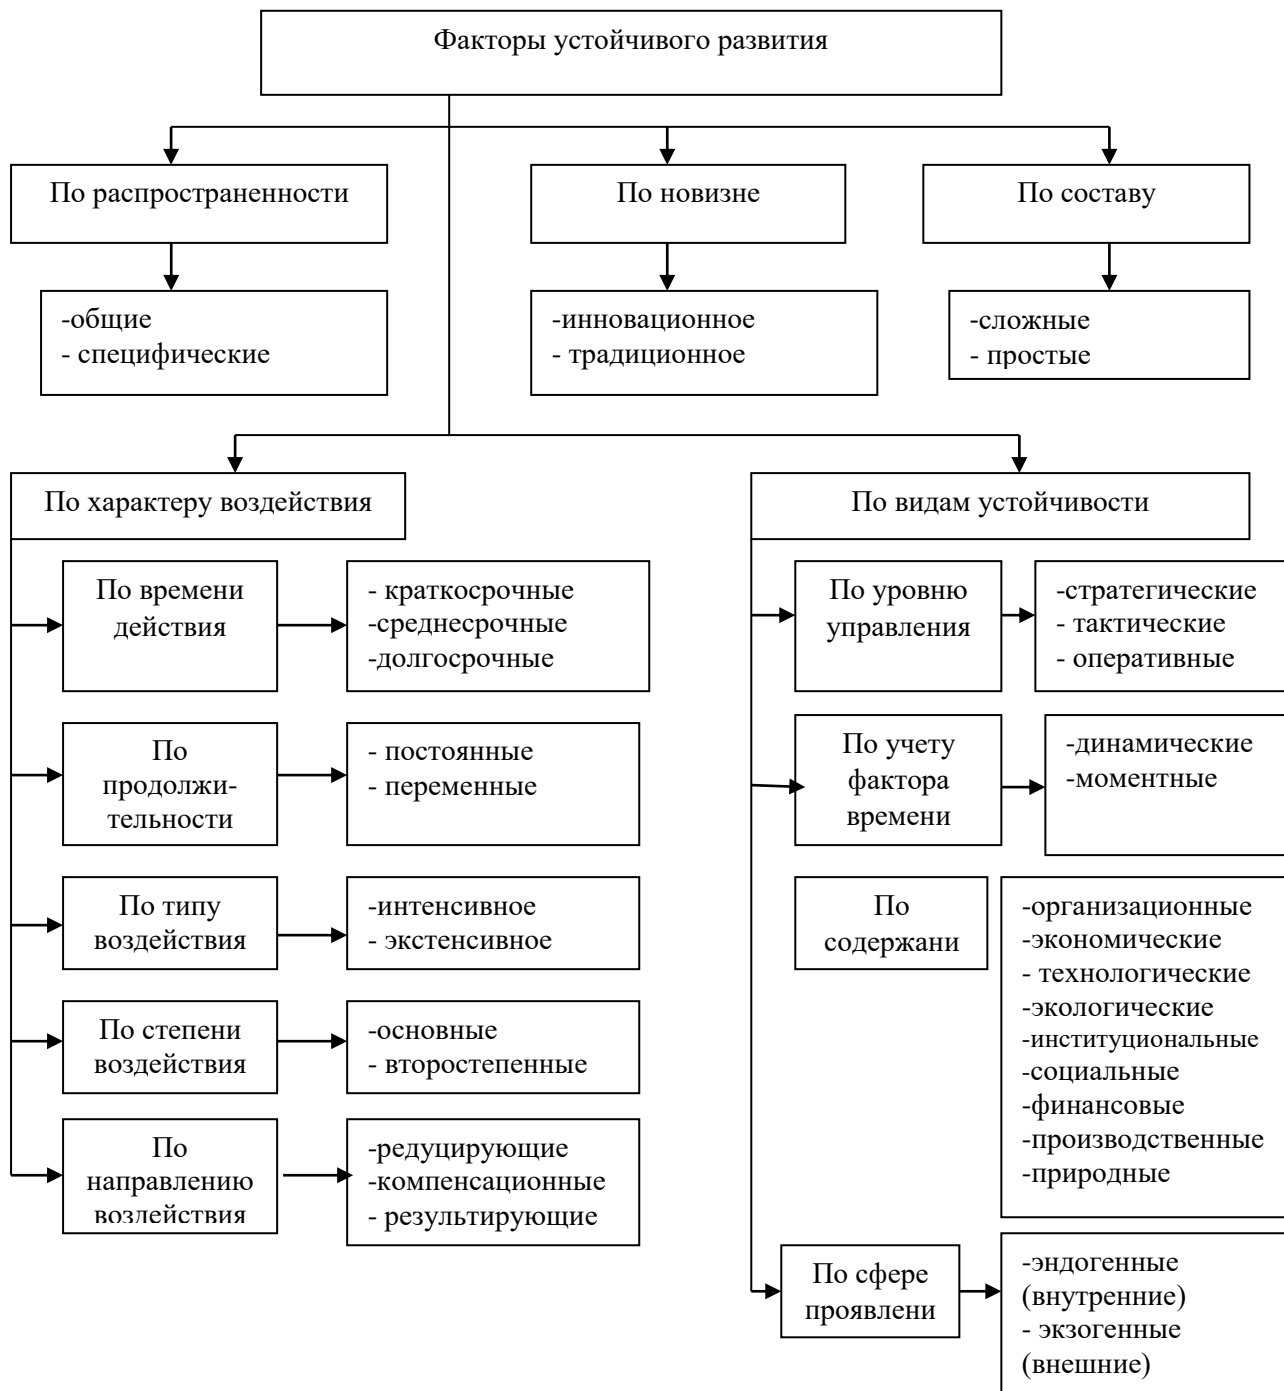 Факторы устойчивого развития
По распространенности
По новизне
По составу
-общие
- специфические
-инновационное
- традиционное
-сложные
- простые
По характеру воздействия
По времени
действия
- краткосрочные
-среднесрочные
-долгосрочные
По
продолжи-
тельности
- постоянные
- переменные
По типу
воздействия
-интенсивное
- экстенсивное
По степени
воздействия
-основные
- второстепенные
По
направлению
воздействия
-редуцирующие
-компенсационные
- результирующие
По видам устойчивости
По уровню
управления
-стратегические
- тактические
- оперативные
По учету
фактора
времени
-динамические
-моментные
По
содержани
-организационные
-экономические
- технологические
-экологические
-институциональные
-социальные
-финансовые
-производственные
-природные
По сфере
проявлени
-эндогенные
(внутренние)
- экзогенные
(внешние)